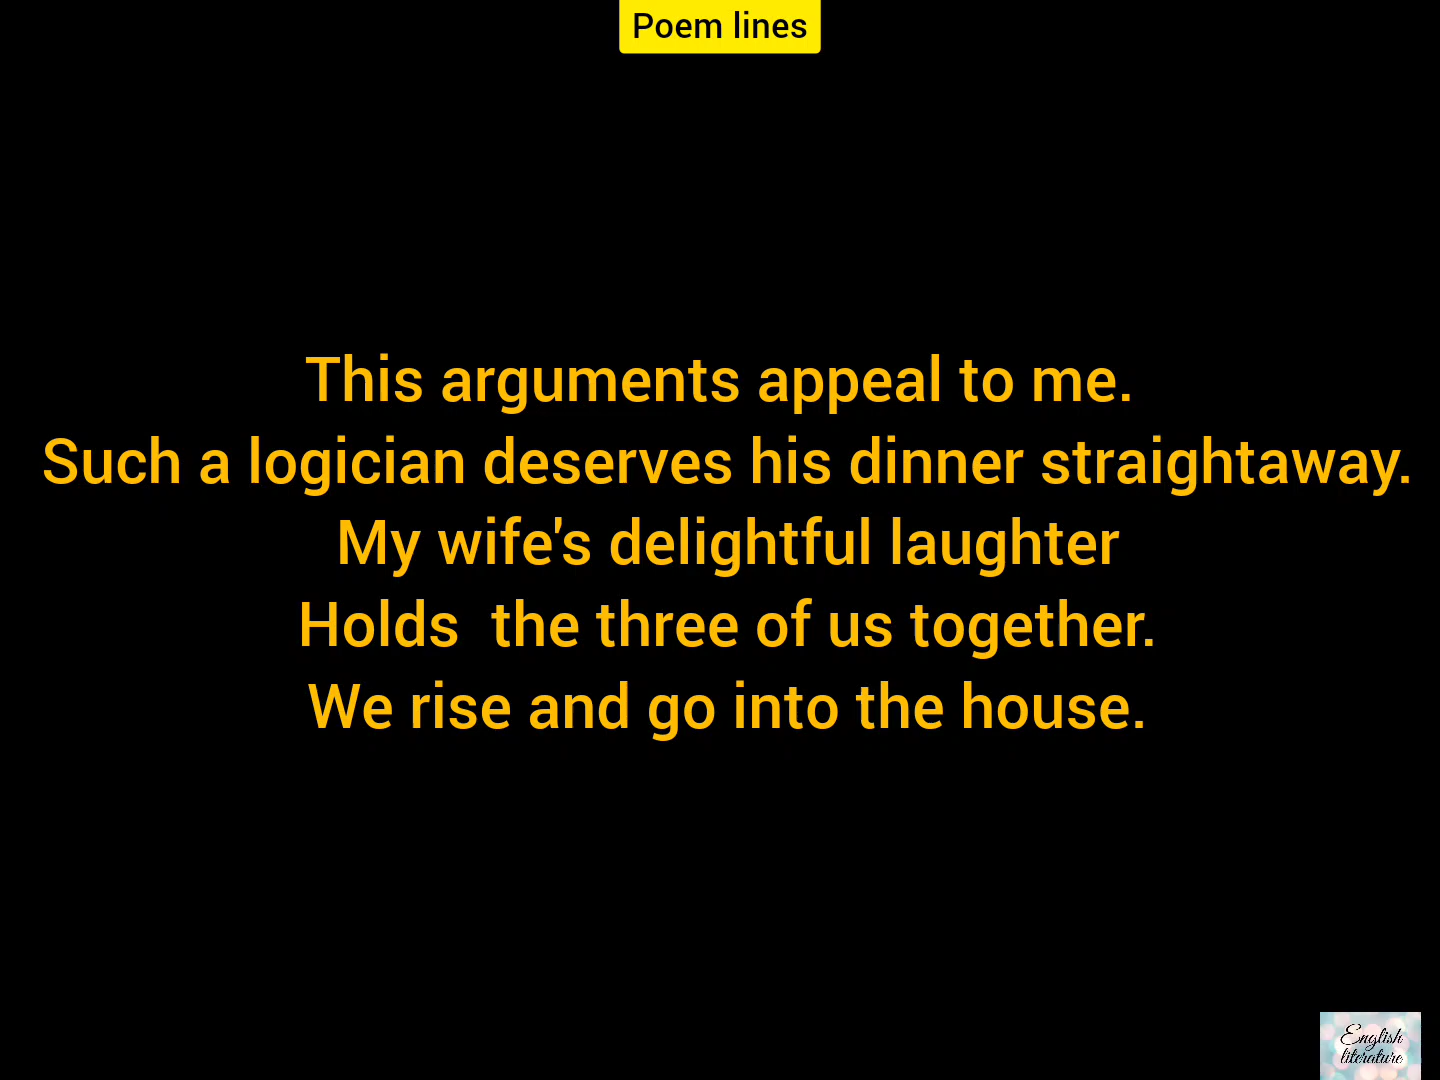 Poem lines
This arguments appeal to me.
Such a logician deserves his dinner straightaway.
My wife's delightful laughter
Holds  the three of us together.
We rise and go into the house.
English
literature